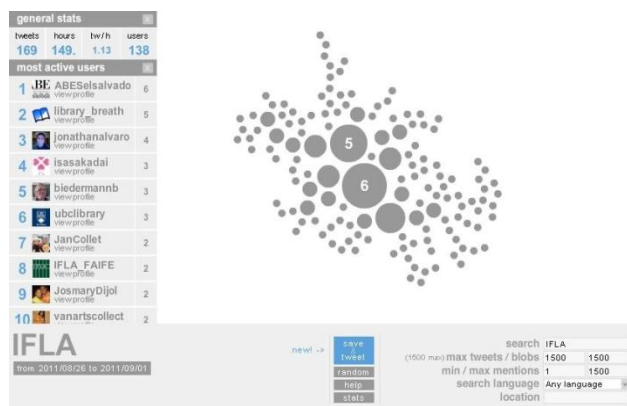 general stats x
tweets hours tw/h users
169 149. 1.13 138
most active users x
1 ABESelsalvado 6
viewprofile
2 library_breath 5
viewprofile
3 jonathanalvaro 4
viewprofile
4 isasakadai 3
viewprofile
5 biedermannb 3
viewprofile
6 ubclibrary 3
viewprofile
7 JanCollet 2
viewprofile
8 IFLA_FAIFE 2
viewprofile
9 JosmaryDijol 2
viewprofile
10 vanartscollect 2
viewprofile
5
6
IFLA
from 2011/08/26 to 2011/09/01
new! ->
save
&
tweet
random
help
stats
search IFLA
(1500 max) max tweets / blobs 1500 1500
min / max mentions 1 1500
search language Any language
location